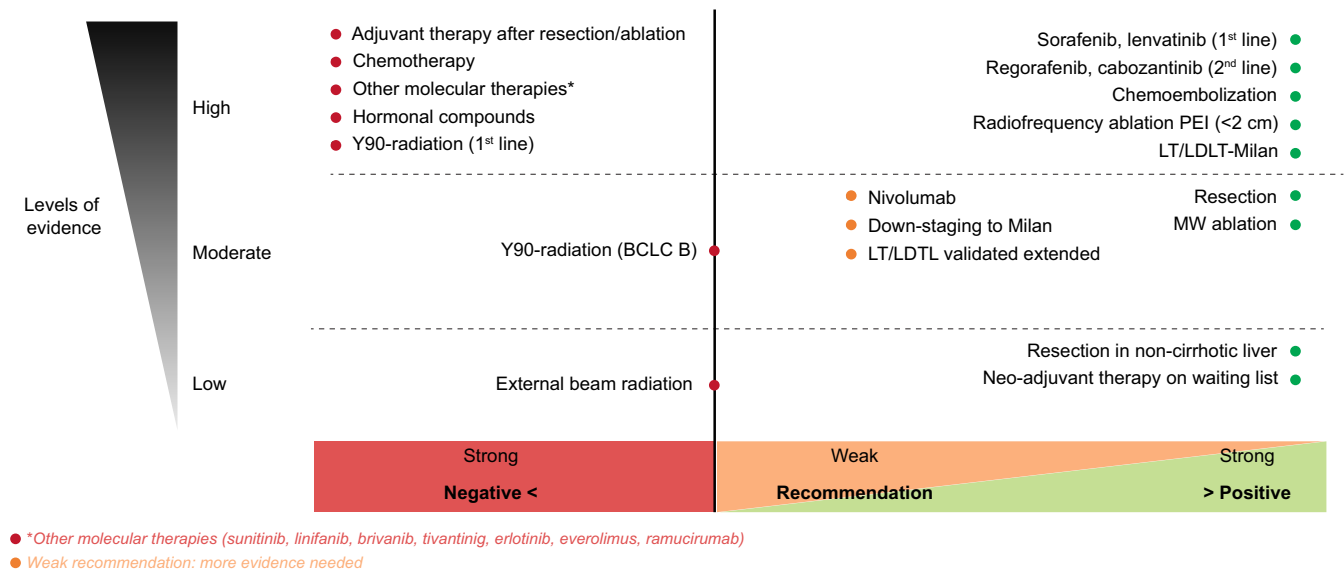 Levels of
evidence
High
Adjuvant therapy after resection/ablation
Chemotherapy
Other molecular therapies*
Hormonal compounds
Y90-radiation (1st line)
Sorafenib, lenvatinib (1st line)
Regorafenib, cabozantinib (2nd line)
Chemoembolization
Radiofrequency ablation PEI (<2 cm)
LT/LDLT-Milan
Moderate
Y90-radiation (BCLC B)
Nivolumab
Down-staging to Milan
LT/LDTL validated extended
Resection
MW ablation
Low
External beam radiation
Resection in non-cirrhotic liver
Neo-adjuvant therapy on waiting list
Strong Weak Strong
Negative < Recommendation > Positive
*Other molecular therapies (sunitinib, linifanib, brivanib, tivantinig, erlotinib, everolimus, ramucirumab)
Weak recommendation: more evidence needed